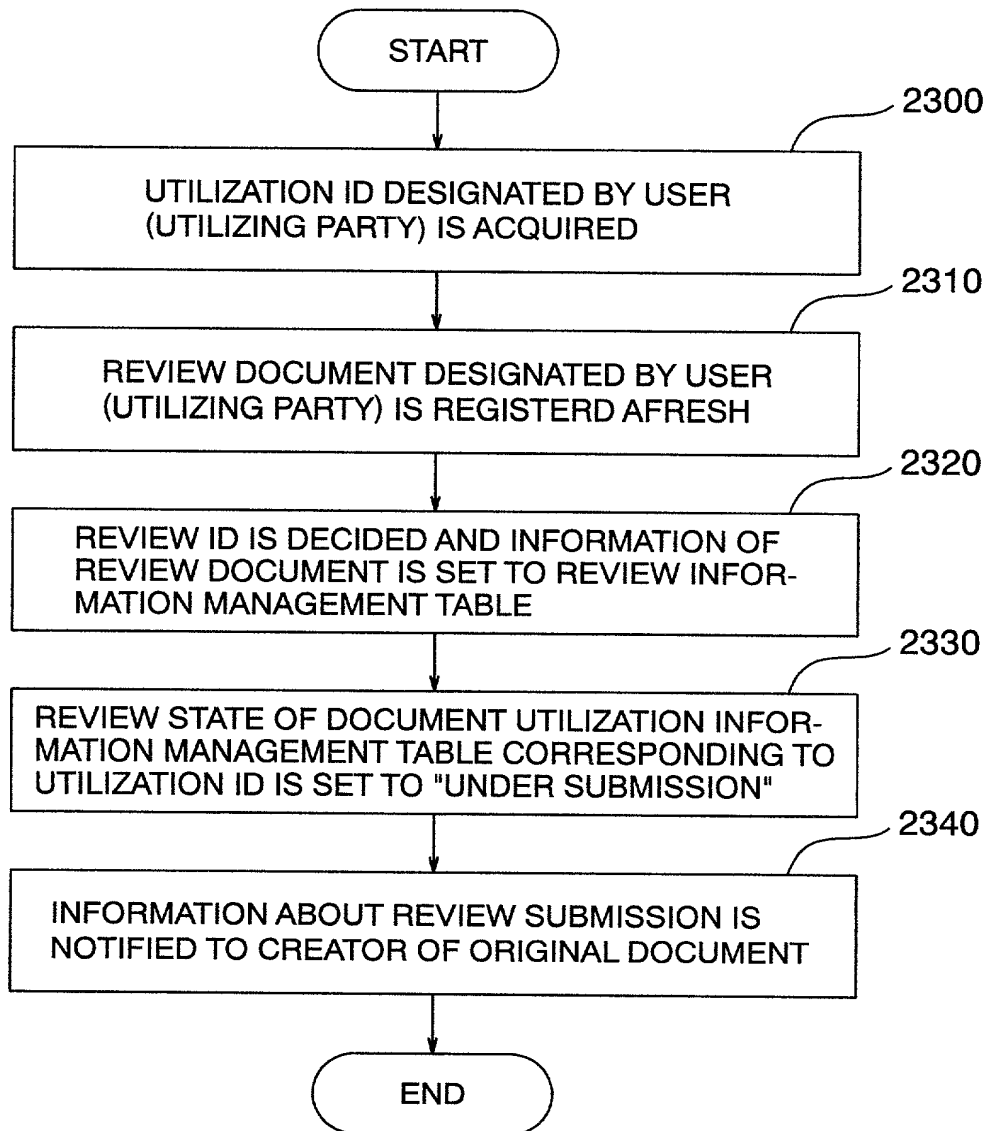 START
2300
UTILIZATION ID DESIGNATED BY USER
(UTILIZING PARTY) IS ACQUIRED
2310
REVIEW DOCUMENT DESIGNATED BY USER
(UTILIZING PARTY) IS REGISTERD AFRESH
2320
REVIEW ID IS DECIDED AND INFORMATION OF
REVIEW DOCUMENT IS SET TO REVIEW INFOR-
MATION MANAGEMENT TABLE
2330
REVIEW STATE OF DOCUMENT UTILIZATION INFOR-
MATION MANAGEMENT TABLE CORRESPONDING TO
UTILIZATION ID IS SET TO "UNDER SUBMISSION"
2340
INFORMATION ABOUT REVIEW SUBMISSION IS
NOTIFIED TO CREATOR OF ORIGINAL DOCUMENT
END